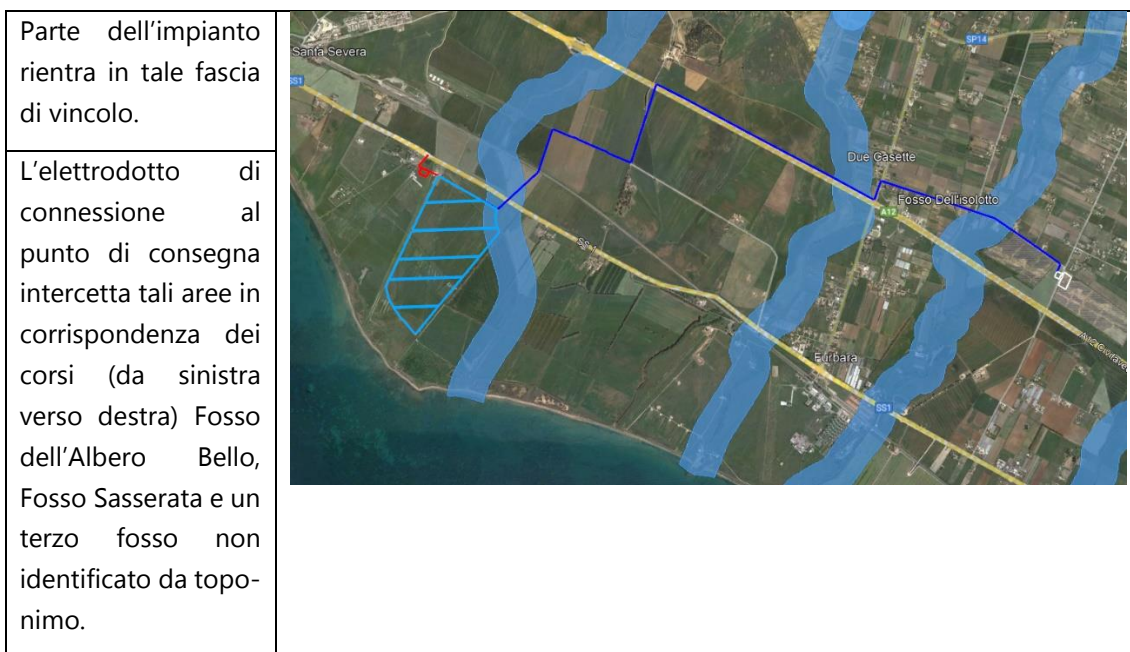 Parte dell’impianto
rientra in tale fascia
di vincolo.
L’elettrodotto di
connessione al
punto di consegna
intercetta tali aree in
corrispondenza dei
corsi (da sinistra
verso destra) Fosso
dell’Albero Bello,
Fosso Sasserata e un
terzo fosso non
identificato da topo-
nimo.
Santa Severa
SS1
SP14
Due Casette
Fosso Dell'isolotto
A12
SS1
Furbara
SS1